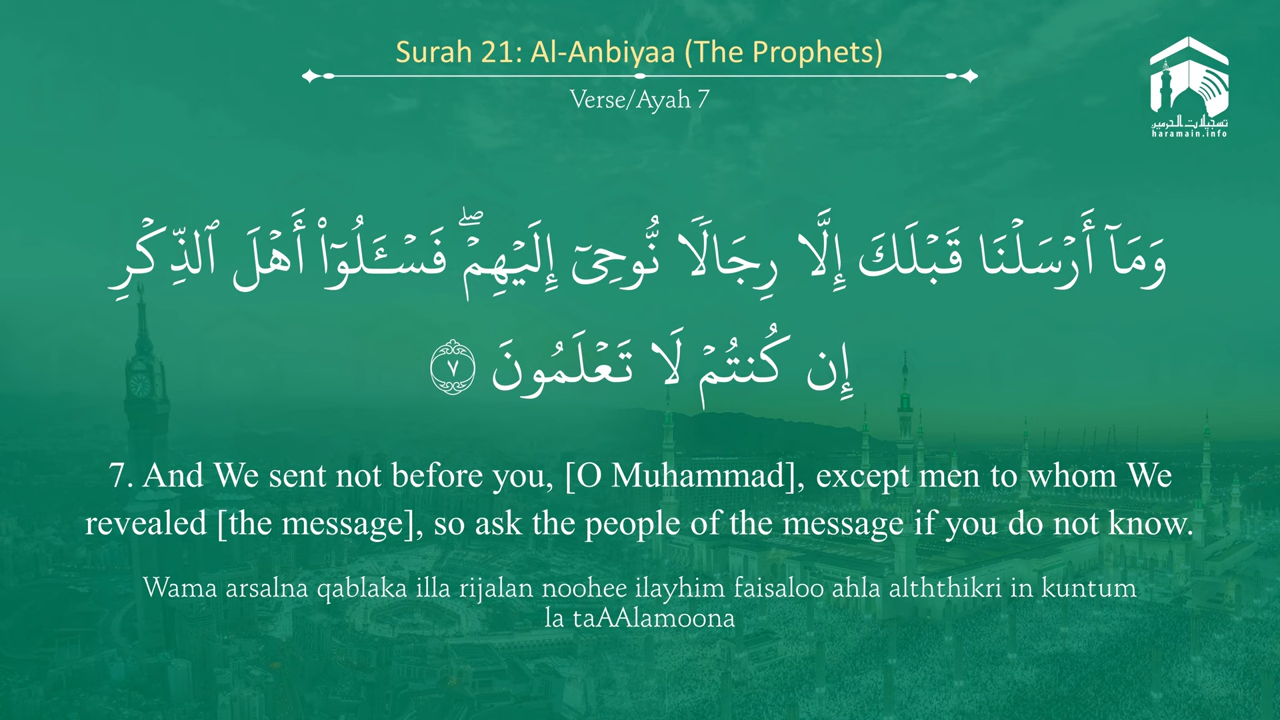 Surah 21: Al-Anbiyaa (The Prophets)
Verse/Ayah 7
تسجيلات الحرمين
haramain.info
وَمَآ أَرۡسَلۡنَا قَبۡلَكَ إِلَّا رِجَالٗا نُّوحِيٓ إِلَيۡهِمۡۖ فَسۡـَٔلُوٓاْ أَهۡلَ ٱلذِّكۡرِ
إِن كُنتُمۡ لَا تَعۡلَمُونَ ٧
7. And We sent not before you, [O Muhammad], except men to whom We
revealed [the message], so ask the people of the message if you do not know.
Wama arsalna qablaka illa rijalan noohee ilayhim faisaloo ahla alththikri in kuntum
la taAAlamoona